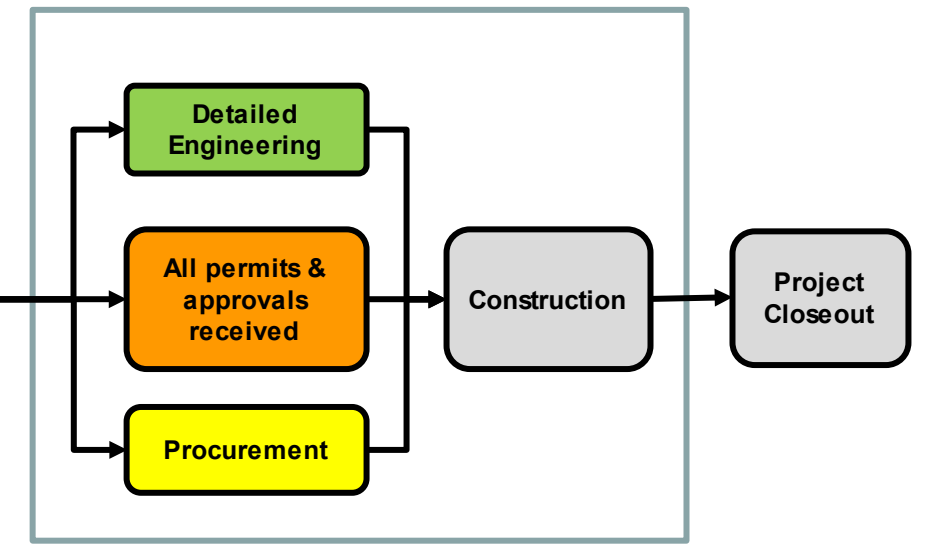 Detailed
Engineering
All permits &
approvals
received
Construction
Project
Closeout
Procurement